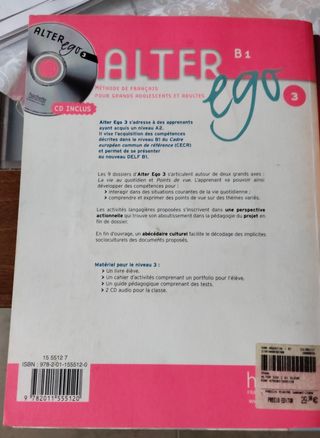 ALTER
ego 3
CD INCLUS
ALTER B1
ego 3
MÉTHODE DE FRANÇAIS
POUR GRANDS ADOLESCENTS ET ADULTES
Alter Ego 3 s'adresse à des apprenants
ayant acquis un niveau A2.
Il vise l'acquisition des compétences
décrites dans le niveau B1 du Cadre
européen commun de référence (CECR)
et permet de se présenter
au nouveau DELF B1.
Les 9 dossiers d'Alter Ego 3 s'articulent autour de deux grands axes :
La vie au quotidien et Points de vue. L'apprenant va pouvoir ainsi
développer des compétences pour :
• interagir dans des situations courantes de la vie quotidienne ;
• comprendre et exprimer des points de vue sur des thèmes variés.
Les activités langagières proposées s'inscrivent dans une perspective
actionnelle qui trouve son aboutissement dans la pédagogie du projet en
fin de dossier.
En fin d'ouvrage, un abécédaire culturel facilite le décodage des implicites
socioculturels des documents proposés.
Matériel pour le niveau 3 :
• Un livre élève.
• Un cahier d'activités comprenant un portfolio pour l'élève.
• Un guide pédagogique comprenant des tests.
• 2 CD audio pour la classe.
15 5512 7
ISBN : 978-2-01-155512-0
9 782011 555120